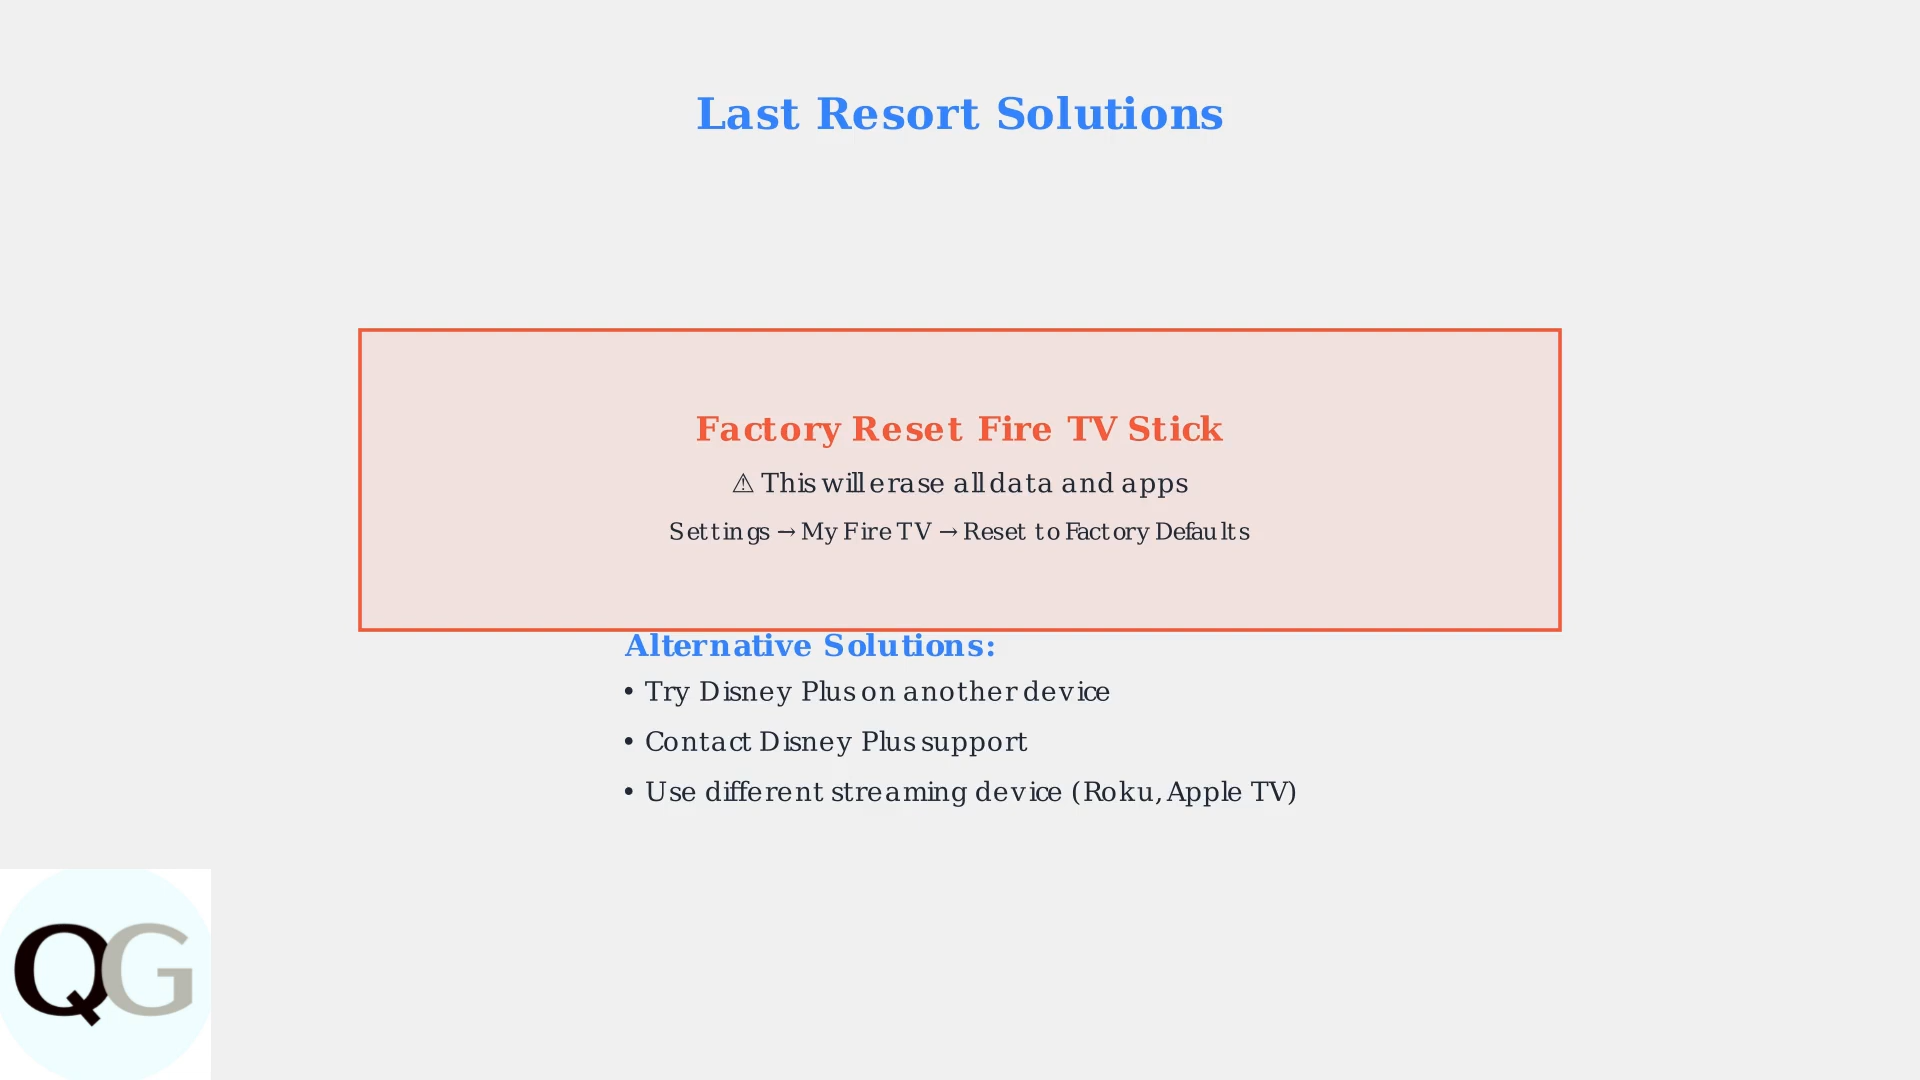 Last Resort Solutions
Factory Reset Fire TV Stick
⚠ This will erase all data and apps
Settings → My Fire TV → Reset to Factory Defaults
Alternative Solutions:
• Try Disney Plus on another device
• Contact Disney Plus support
• Use different streaming device (Roku, Apple TV)
QG